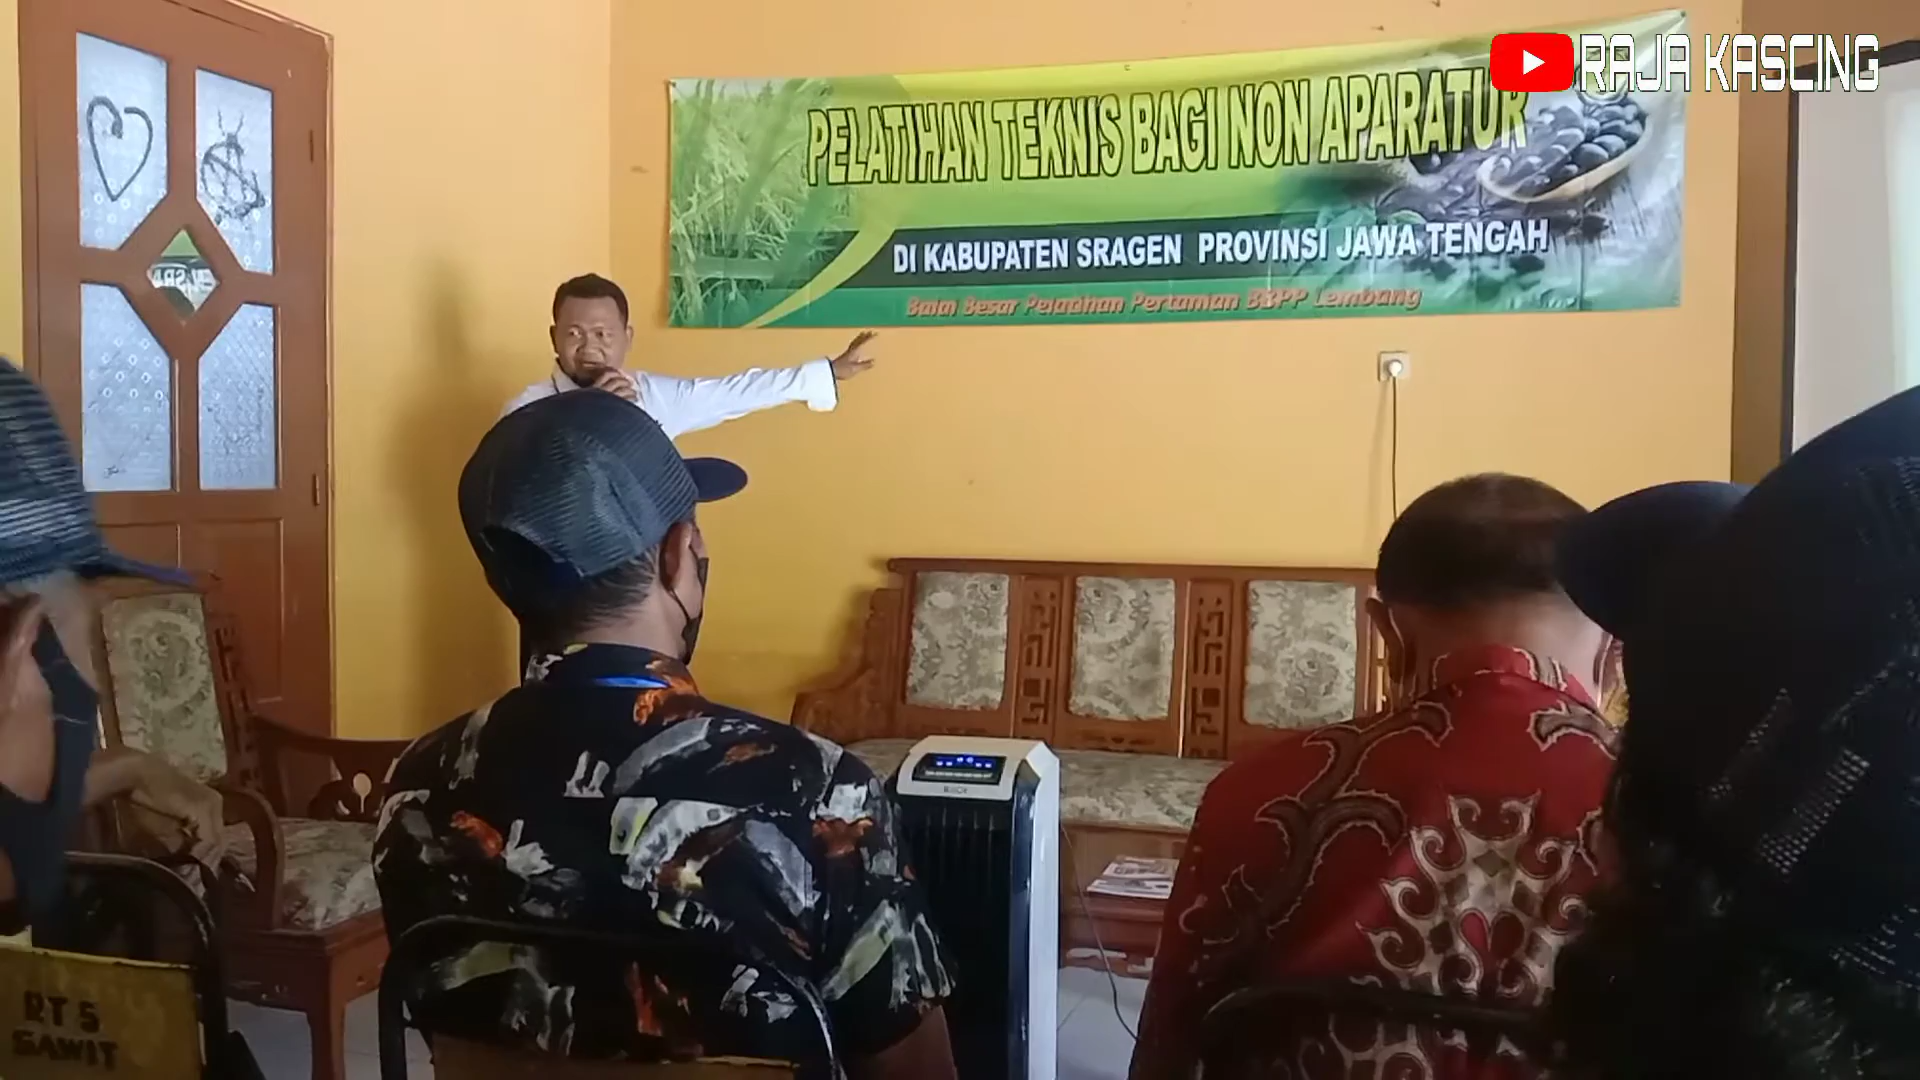 RAJA KASCING
PELATIHAN TEKNIS BAGI NON APARATUR
DI KABUPATEN SRAGEN PROVINSI JAWA TENGAH
Balai Besar Pelatihan Pertanian BBPP Lembang
RT 5
SAWIT